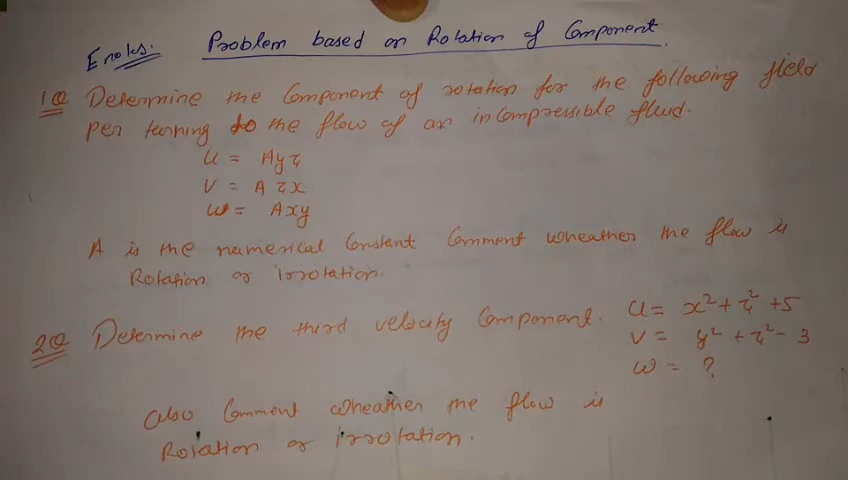 Enotes. Problem based on Rotation of Component.
1Q Determine the Component of rotation for the following field
per tarning to the flow of an incompressible fluid.
u = Ayz
v = Azx
w = Axy
A is the numerical Constant Comment wheather the flow is
Rotation or irrotation.
2Q Determine the third velocity Component. u = x² + z² + 5
v = y² + z² - 3
w = ?
also Comment wheather the flow is
Rotation or irrotation.